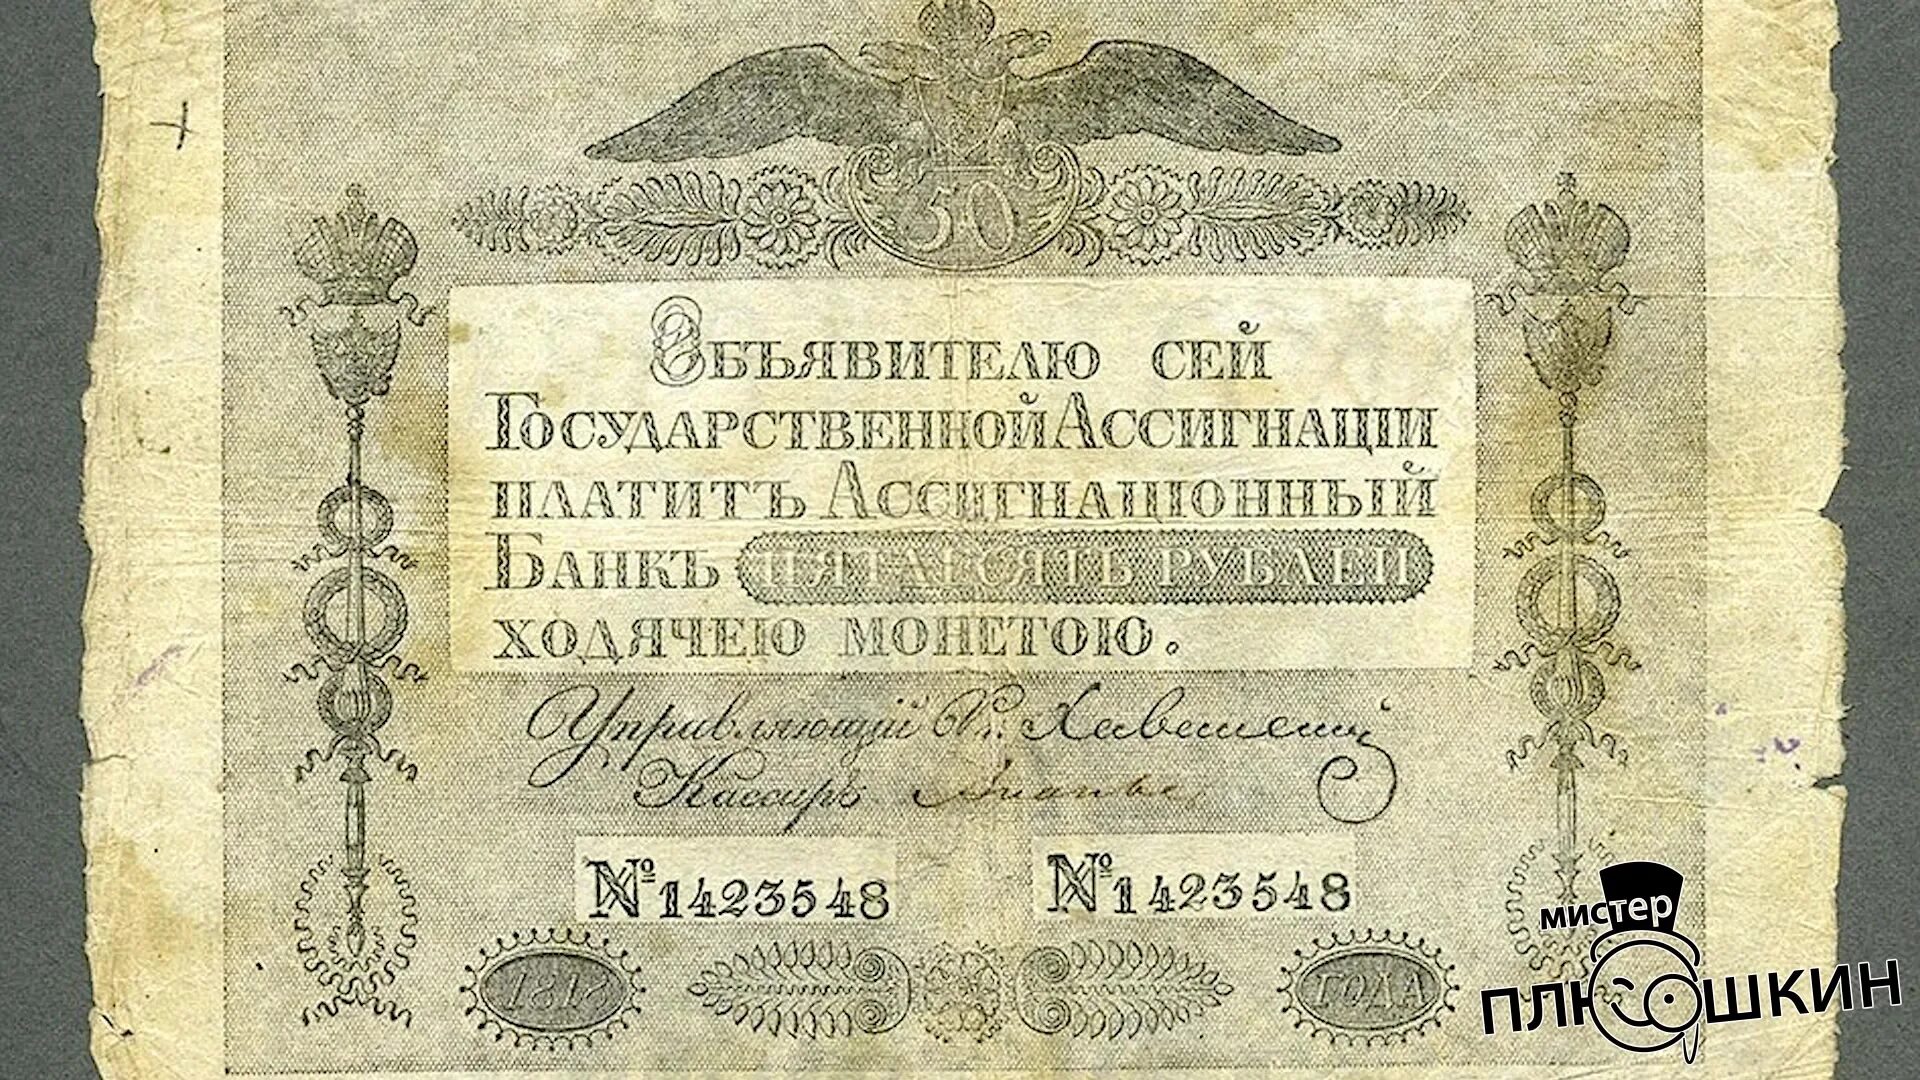 50
Объявителю сей
Государственной Ассигнации
платитъ Ассигнационный
Банкъ пятьдесятъ рублей
ходячею монетою.
Управляющий
Кассиръ
№1423548 №1423548
1818 года
мистер
плюшкин